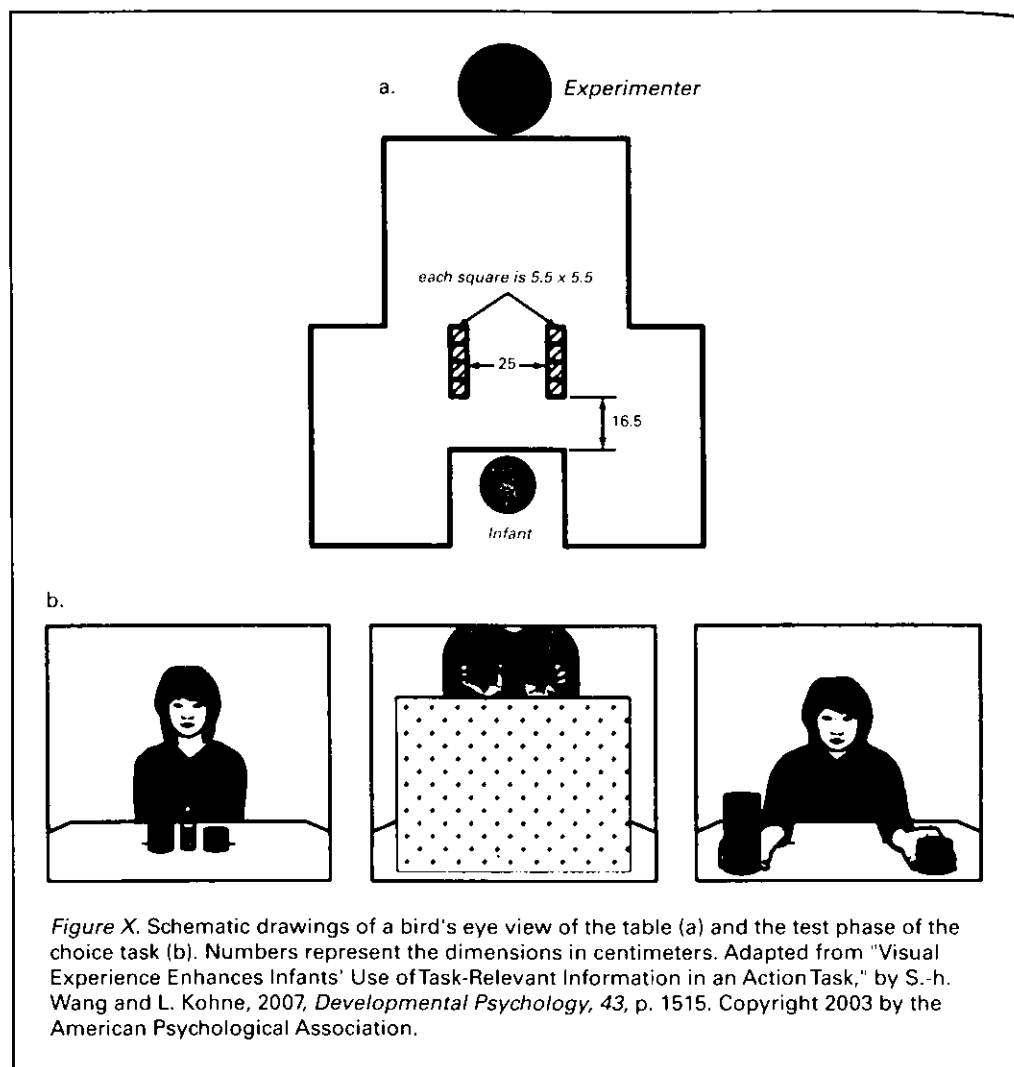 a.
Experimenter
each square is 5.5 x 5.5
25
16.5
Infant
b.
Figure X. Schematic drawings of a bird's eye view of the table (a) and the test phase of the
choice task (b). Numbers represent the dimensions in centimeters. Adapted from "Visual
Experience Enhances Infants' Use of Task-Relevant Information in an Action Task," by S.-h.
Wang and L. Kohne, 2007, Developmental Psychology, 43, p. 1515. Copyright 2003 by the
American Psychological Association.